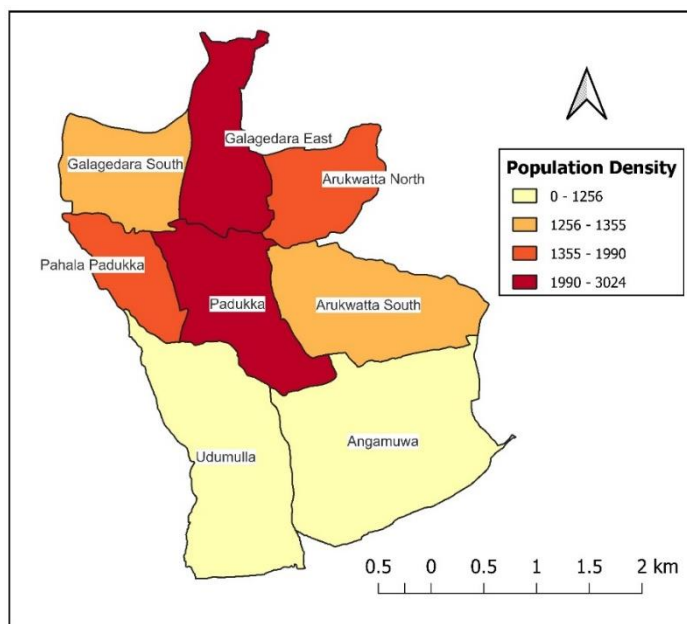 Galagedara East
Galagedara South
Arukwatta North
Population Density
0 - 1256
1256 - 1355
1355 - 1990
1990 - 3024
Pahala Padukka
Padukka
Arukwatta South
Angamuwa
Udumulla
0.5 0 0.5 1 1.5 2 km